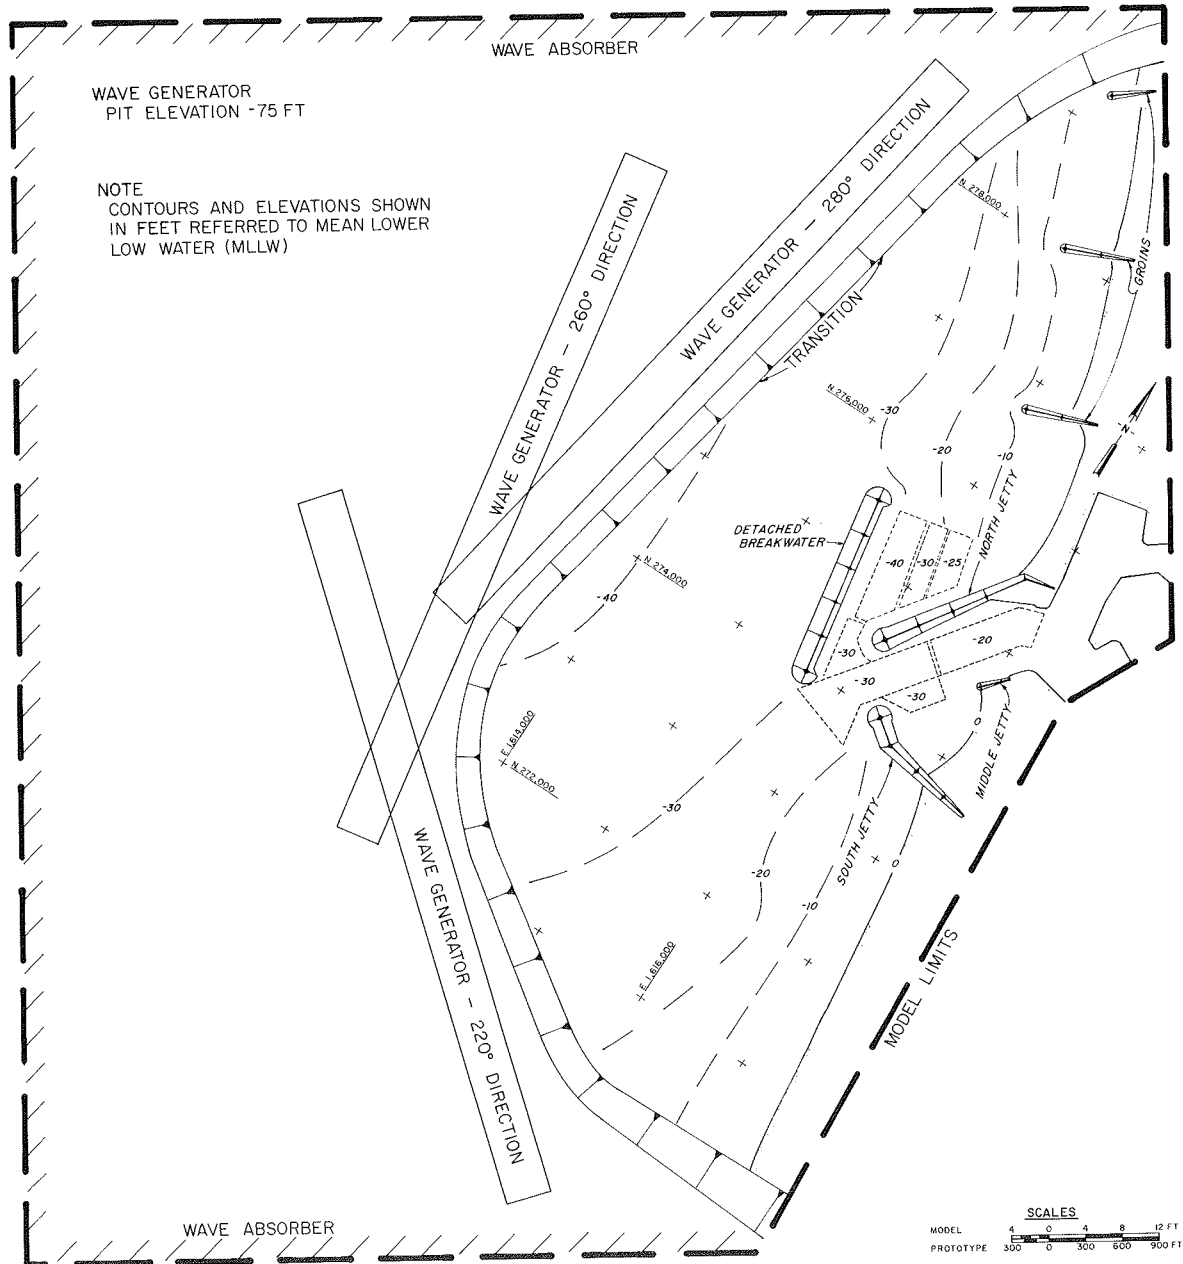 WAVE ABSORBER
WAVE GENERATOR
PIT ELEVATION -75 FT
NOTE
CONTOURS AND ELEVATIONS SHOWN
IN FEET REFERRED TO MEAN LOWER
LOW WATER (MLLW)
WAVE GENERATOR - 280° DIRECTION
WAVE GENERATOR - 260° DIRECTION
N 278,000
GROINS
TRANSITION
N 276,000
-30
-20
-10
-N-
NORTH JETTY
DETACHED
BREAKWATER
-40
-30
-25
N 274,000
-40
-20
-30
-30
-30
0
MIDDLE JETTY
E 1,614,000
N 272,000
-30
SOUTH JETTY
0
-20
-10
WAVE GENERATOR - 220° DIRECTION
E 1,616,000
MODEL LIMITS
WAVE ABSORBER
SCALES
MODEL 4 0 4 8 12 FT
PROTOTYPE 300 0 300 600 900 FT